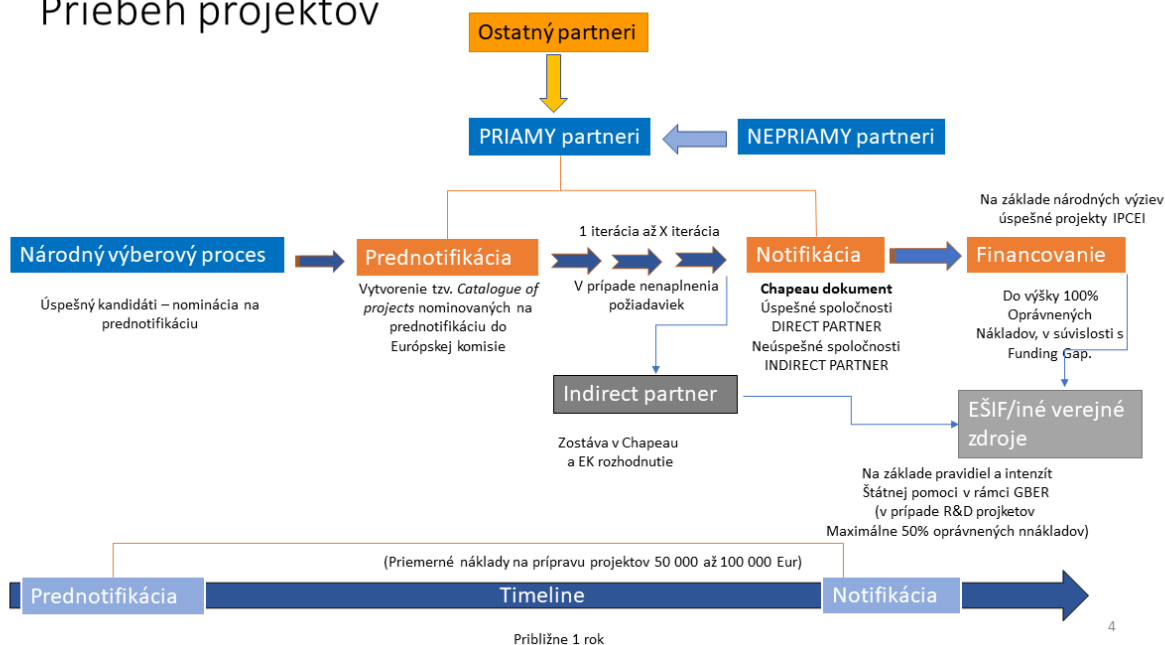 Priebeh projektov
Ostatný partneri
PRIAMY partneri
NEPRIAMY partneri
Národný výberový proces
Úspešný kandidáti – nominácia na
prednotifikáciu
Prednotifikácia
Vytvorenie tzv. Catalogue of
projects nominovaných na
prednotifikáciu do
Európskej komisie
1 iterácia až X iterácia
V prípade nenaplnenia
požiadaviek
Notifikácia
Chapeau dokument
Úspešné spoločnosti
DIRECT PARTNER
Neúspešné spoločnosti
INDIRECT PARTNER
Na základe národných výziev
úspešné projekty IPCEI
Financovanie
Do výšky 100%
Oprávnených
Nákladov, v súvislosti s
Funding Gap.
Indirect partner
Zostáva v Chapeau
a EK rozhodnutie
EŠIF/iné verejné
zdroje
Na základe pravidiel a intenzít
Štátnej pomoci v rámci GBER
(v prípade R&D projketov
Maximálne 50% oprávnených nnákladov)
(Priemerné náklady na prípravu projektov 50 000 až 100 000 Eur)
Prednotifikácia
Timeline
Notifikácia
Približne 1 rok
4